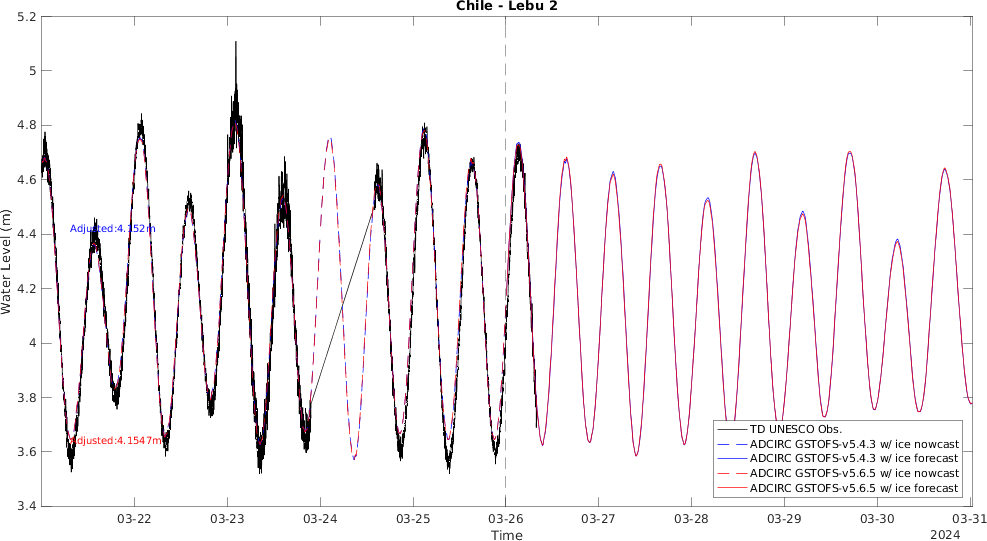 Chile - Lebu 2
5.2
5
4.8
4.6
4.4
4.2
4
3.8
3.6
3.4
Water Level (m)
Adjusted:4.152m
Adjusted:4.1547m
TD UNESCO Obs.
ADCIRC GSTOFS-v5.4.3 w/ ice nowcast
ADCIRC GSTOFS-v5.4.3 w/ ice forecast
ADCIRC GSTOFS-v5.6.5 w/ ice nowcast
ADCIRC GSTOFS-v5.6.5 w/ ice forecast
03-22 03-23 03-24 03-25 03-26 03-27 03-28 03-29 03-30 03-31
Time
2024